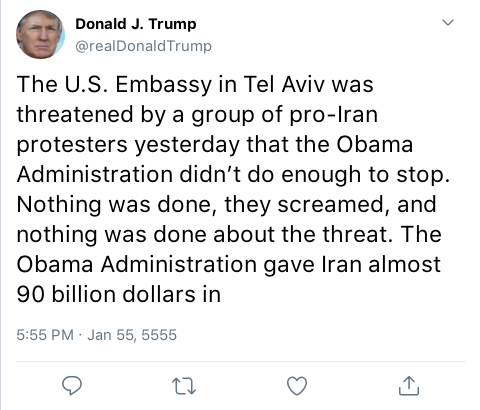 Donald J. Trump
@realDonaldTrump
The U.S. Embassy in Tel Aviv was
threatened by a group of pro-Iran
protesters yesterday that the Obama
Administration didn’t do enough to stop.
Nothing was done, they screamed, and
nothing was done about the threat. The
Obama Administration gave Iran almost
90 billion dollars in
5:55 PM · Jan 55, 5555